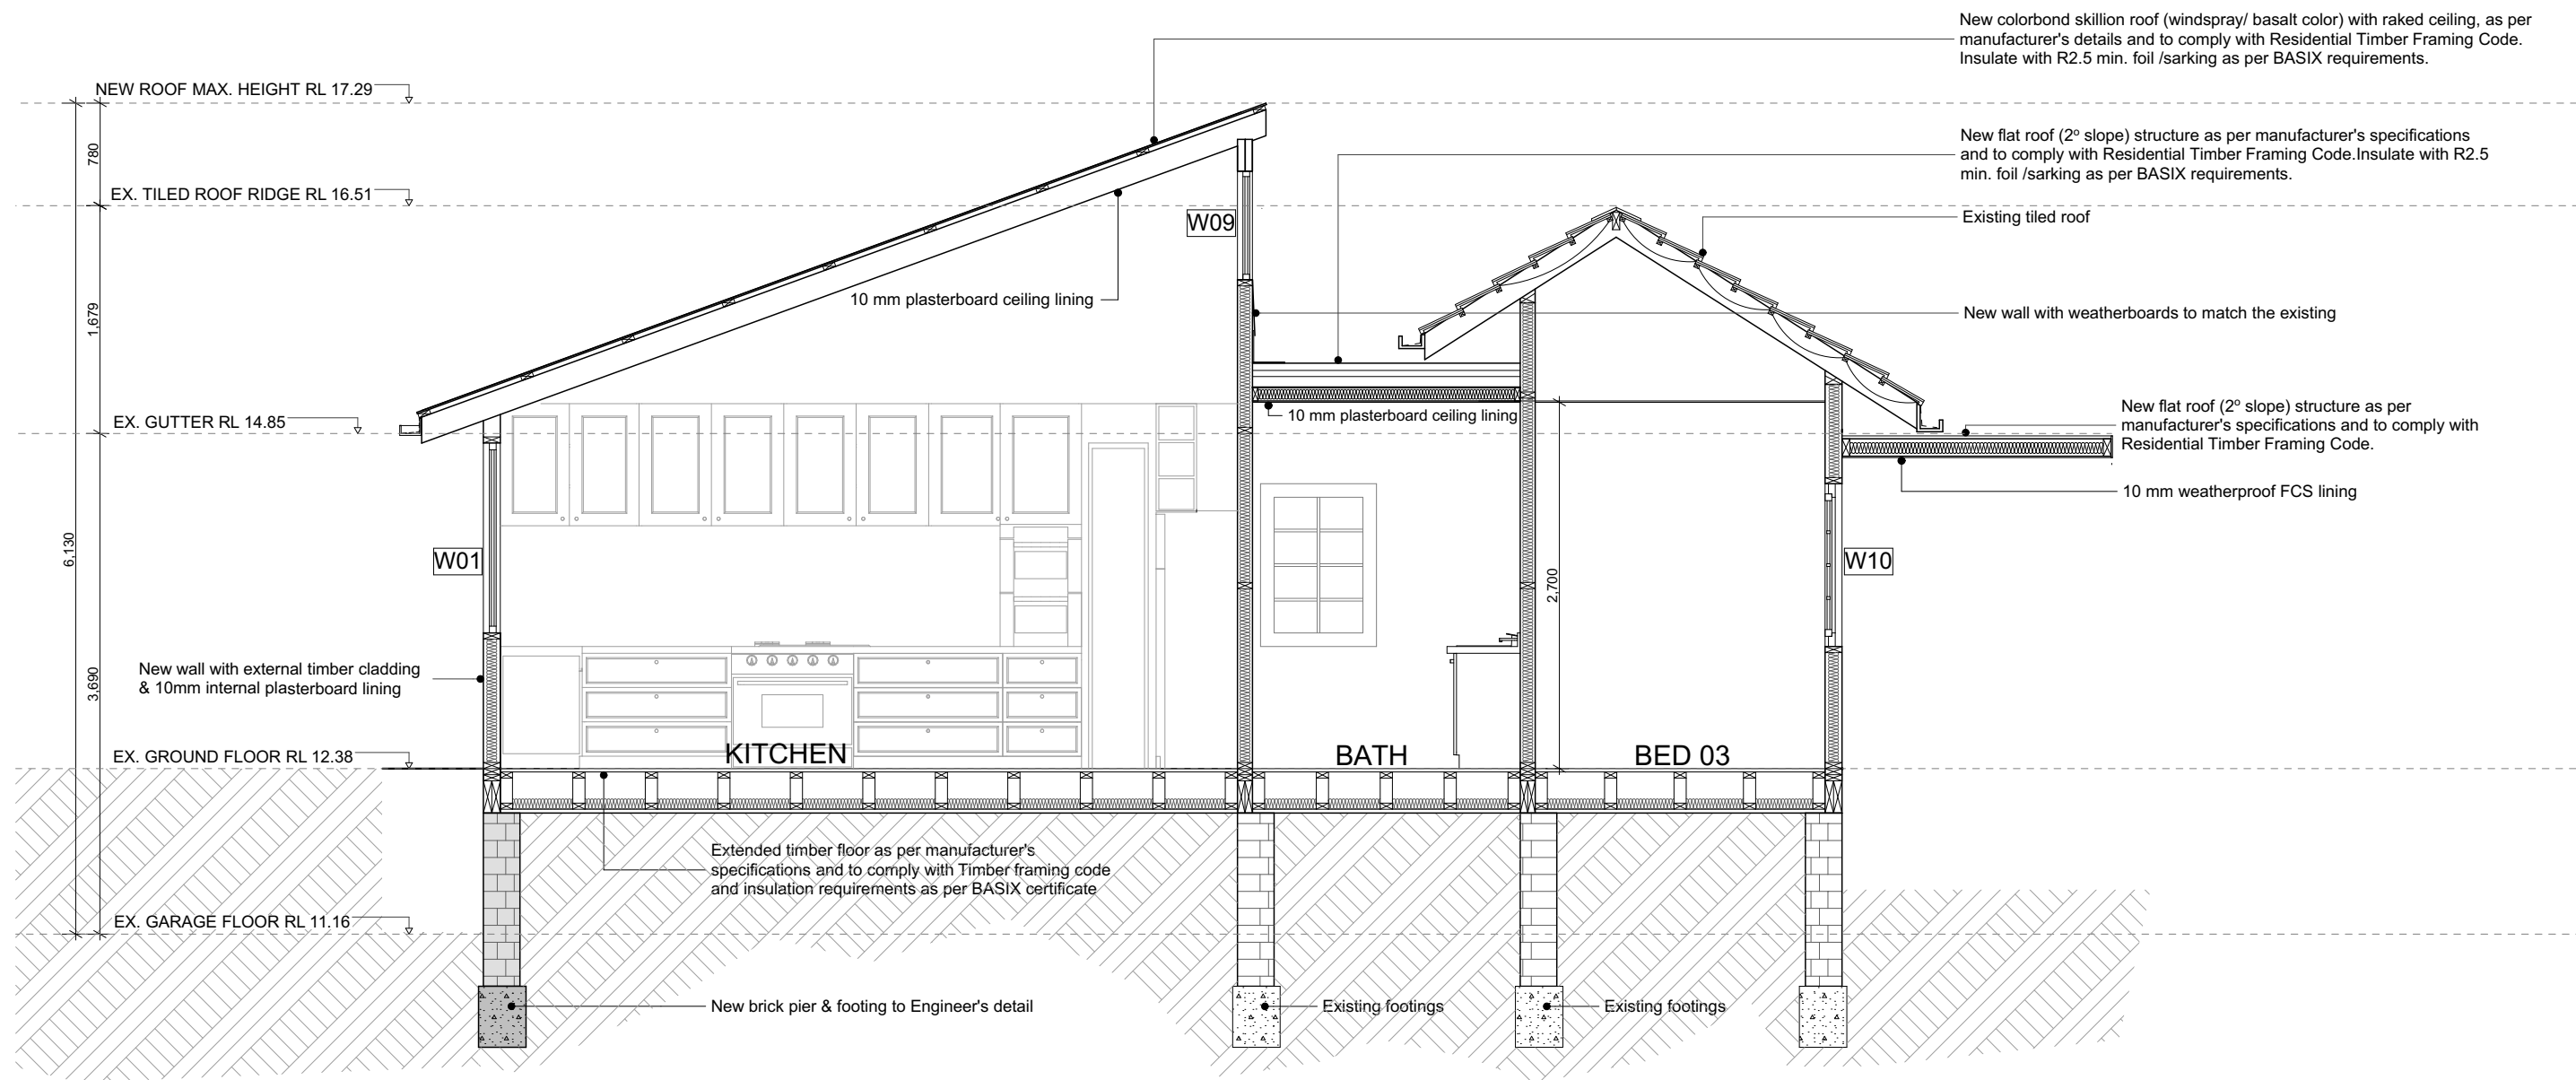 New colorbond skillion roof (windspray/ basalt color) with raked ceiling, as per
manufacturer's details and to comply with Residential Timber Framing Code.
Insulate with R2.5 min. foil /sarking as per BASIX requirements.
NEW ROOF MAX. HEIGHT RL 17.29
New flat roof (2º slope) structure as per manufacturer's specifications
and to comply with Residential Timber Framing Code.Insulate with R2.5
min. foil /sarking as per BASIX requirements.
780
EX. TILED ROOF RIDGE RL 16.51
W09
Existing tiled roof
10 mm plasterboard ceiling lining
1,679
New wall with weatherboards to match the existing
EX. GUTTER RL 14.85
10 mm plasterboard ceiling lining
New flat roof (2º slope) structure as per
manufacturer's specifications and to comply with
Residential Timber Framing Code.
10 mm weatherproof FCS lining
6,130
W01
2,700
W10
New wall with external timber cladding
& 10mm internal plasterboard lining
3,690
EX. GROUND FLOOR RL 12.38
KITCHEN
BATH
BED 03
Extended timber floor as per manufacturer's
specifications and to comply with Timber framing code
and insulation requirements as per BASIX certificate
EX. GARAGE FLOOR RL 11.16
New brick pier & footing to Engineer's detail
Existing footings
Existing footings